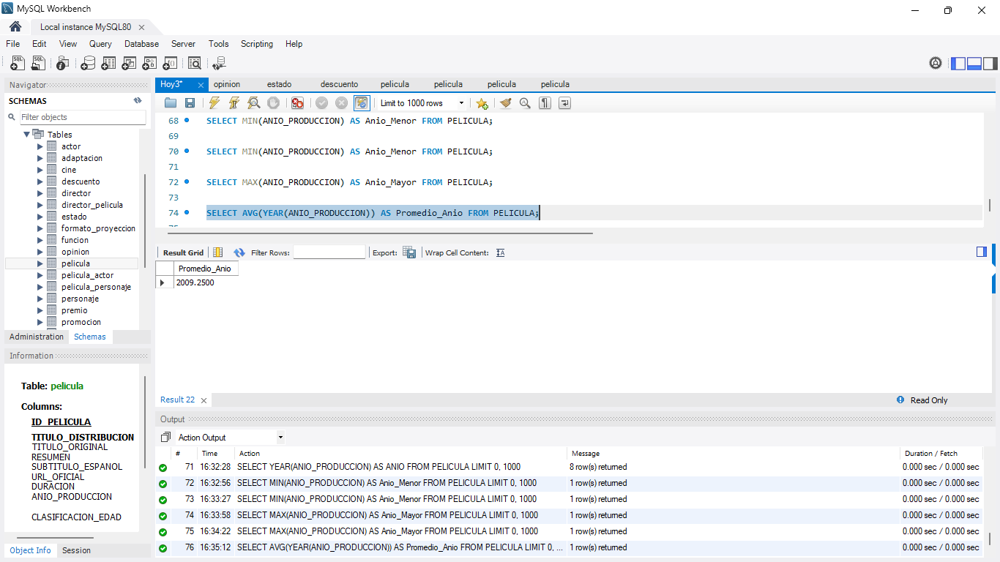 MySQL Workbench
Local instance MySQL80
File Edit View Query Database Server Tools Scripting Help
Navigator
SCHEMAS
Filter objects
Tables
actor
adaptacion
cine
descuento
director
director_pelicula
estado
formato_proyeccion
funcion
opinion
pelicula
pelicula_actor
pelicula_personaje
personaje
premio
promocion
Administration Schemas
Information
Table: pelicula
Columns:
ID_PELICULA
TITULO_DISTRIBUCION
TITULO_ORIGINAL
RESUMEN
SUBTITULO_ESPANOL
URL_OFICIAL
DURACION
ANIO_PRODUCCION
CLASIFICACION_EDAD
Object Info Session
Hoy3* opinion estado descuento pelicula pelicula pelicula pelicula
Limit to 1000 rows
68 SELECT MIN(ANIO_PRODUCCION) AS Anio_Menor FROM PELICULA;
69
70 SELECT MIN(ANIO_PRODUCCION) AS Anio_Menor FROM PELICULA;
71
72 SELECT MAX(ANIO_PRODUCCION) AS Anio_Mayor FROM PELICULA;
73
74 SELECT AVG(YEAR(ANIO_PRODUCCION)) AS Promedio_Anio FROM PELICULA;
75
Result Grid Filter Rows: Export: Wrap Cell Content:
Promedio_Anio
2009.2500
Result 22 Read Only
Output
Action Output
# Time Action Message Duration / Fetch
71 16:32:28 SELECT YEAR(ANIO_PRODUCCION) AS ANIO FROM PELICULA LIMIT 0, 1000 8 row(s) returned 0.000 sec / 0.000 sec
72 16:32:56 SELECT MIN(ANIO_PRODUCCION) AS Anio_Menor FROM PELICULA LIMIT 0, 1000 1 row(s) returned 0.000 sec / 0.000 sec
73 16:33:27 SELECT MIN(ANIO_PRODUCCION) AS Anio_Menor FROM PELICULA LIMIT 0, 1000 1 row(s) returned 0.000 sec / 0.000 sec
74 16:33:58 SELECT MAX(ANIO_PRODUCCION) AS Anio_Mayor FROM PELICULA LIMIT 0, 1000 1 row(s) returned 0.000 sec / 0.000 sec
75 16:34:22 SELECT MAX(ANIO_PRODUCCION) AS Anio_Mayor FROM PELICULA LIMIT 0, 1000 1 row(s) returned 0.000 sec / 0.000 sec
76 16:35:12 SELECT AVG(YEAR(ANIO_PRODUCCION)) AS Promedio_Anio FROM PELICULA LIMIT 0, ... 1 row(s) returned 0.000 sec / 0.000 sec